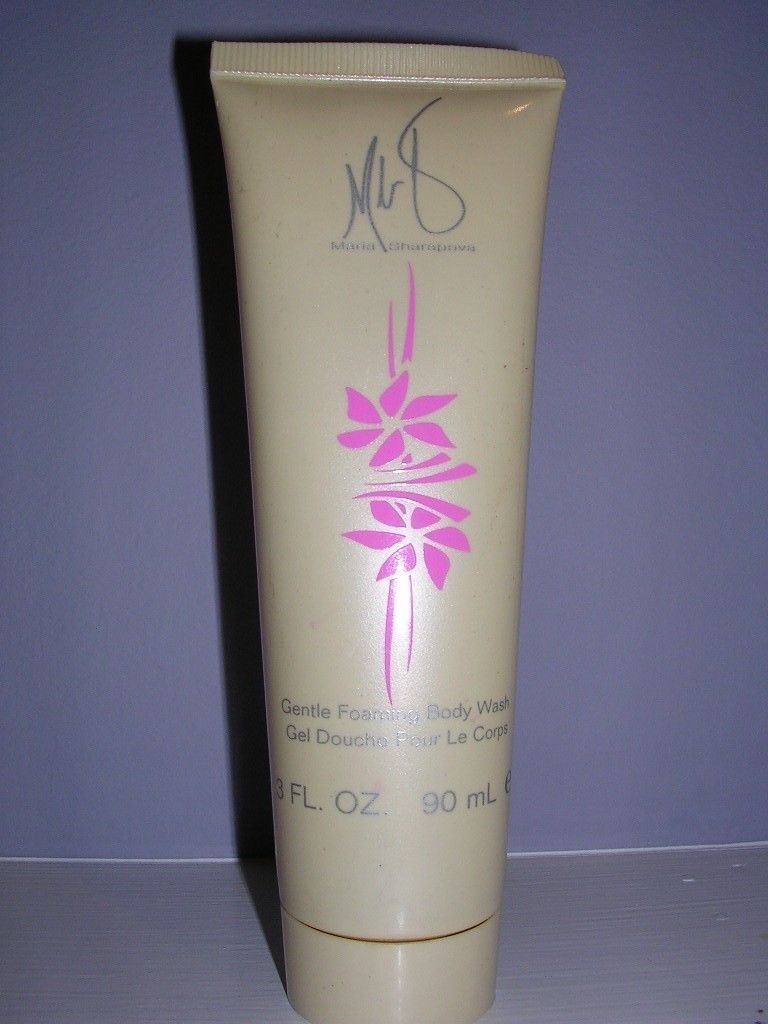 Maria Sharapova
Gentle Foaming Body Wash
Gel Douche Pour Le Corps
3 FL. OZ. 90 mL e